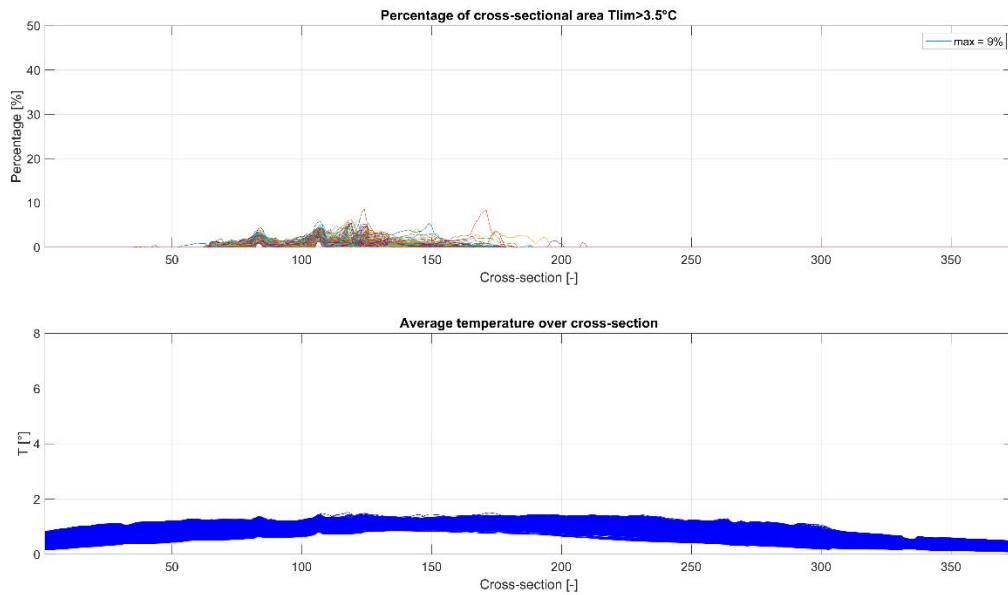 Percentage of cross-sectional area Tlim>3.5°C
50
max = 9%
40
30
20
10
0
Percentage [%]
50 100 150 200 250 300 350
Cross-section [-]
Average temperature over cross-section
8
6
4
2
0
T [°]
50 100 150 200 250 300 350
Cross-section [-]